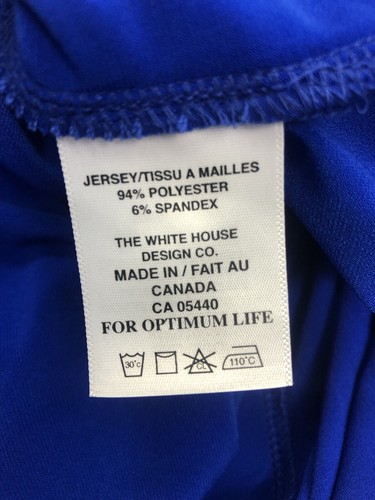 JERSEY/TISSU A MAILLES
94% POLYESTER
6% SPANDEX
THE WHITE HOUSE
DESIGN CO.
MADE IN / FAIT AU
CANADA
CA 05440
FOR OPTIMUM LIFE
30°C CL 110°C